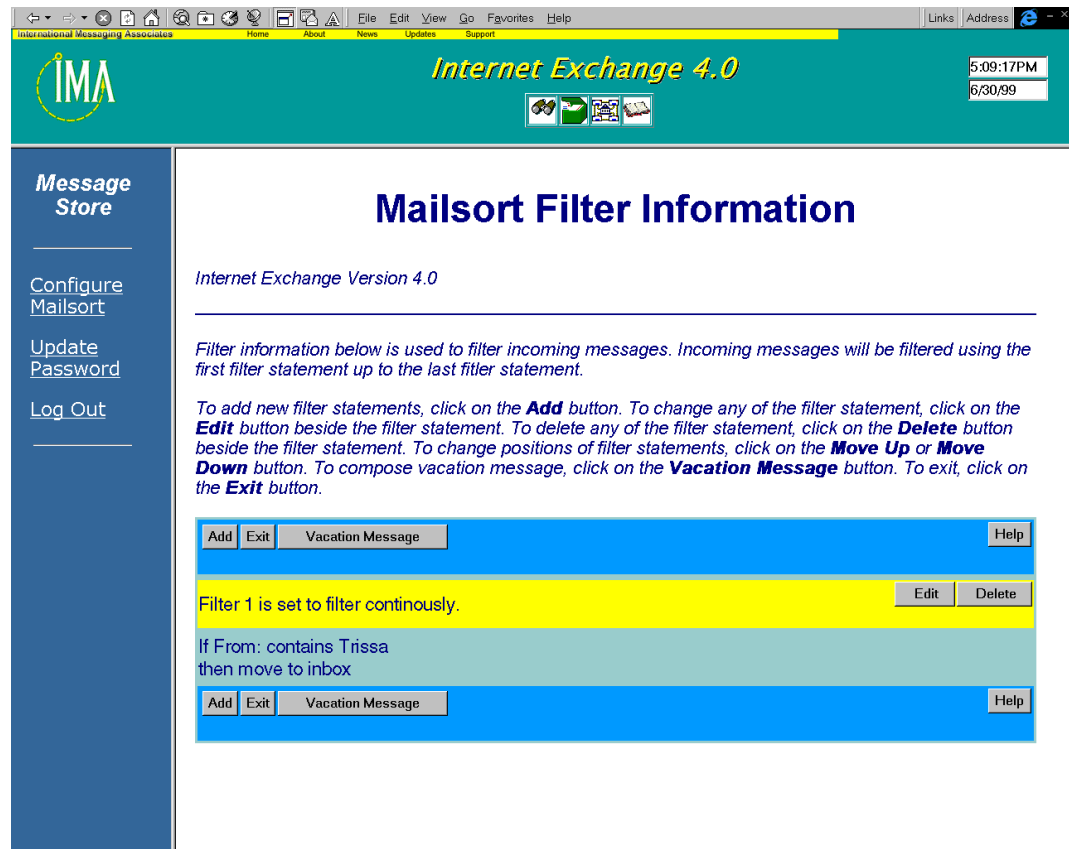 File Edit View Go Favorites Help Links Address
International Messaging Associates Home About News Updates Support
IMA
Internet Exchange 4.0
5:09:17PM
6/30/99
Message
Store
Configure
Mailsort
Update
Password
Log Out
Mailsort Filter Information
Internet Exchange Version 4.0
Filter information below is used to filter incoming messages. Incoming messages will be filtered using the
first filter statement up to the last fitler statement.
To add new filter statements, click on the Add button. To change any of the filter statement, click on the
Edit button beside the filter statement. To delete any of the filter statement, click on the Delete button
beside the filter statement. To change positions of filter statements, click on the Move Up or Move
Down button. To compose vacation message, click on the Vacation Message button. To exit, click on
the Exit button.
Add Exit Vacation Message Help
Filter 1 is set to filter continously. Edit Delete
If From: contains Trissa
then move to inbox
Add Exit Vacation Message Help